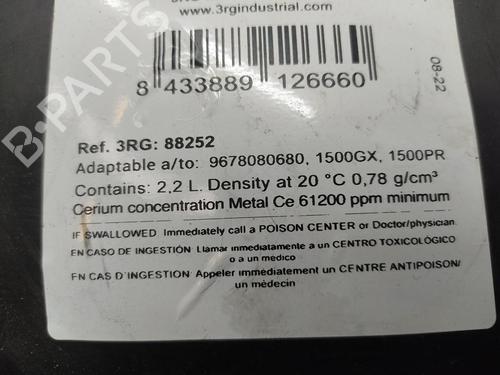 www.3rgindustrial.com
8 433889 126660
08-22
B-PARTS
Ref. 3RG: 88252
Adaptable a/to: 9678080680, 1500GX, 1500PR
Contains: 2,2 L. Density at 20 °C 0,78 g/cm³
Cerium concentration Metal Ce 61200 ppm minimum
IF SWALLOWED Immediately call a POISON CENTER or Doctor/physician.
EN CASO DE INGESTIÓN: Llamar inmediatamente a un CENTRO TOXICOLÓGICO
o a un médico
EN CAS D'INGESTION: Appeler immédiatement un CENTRE ANTIPOISON/
un médecin